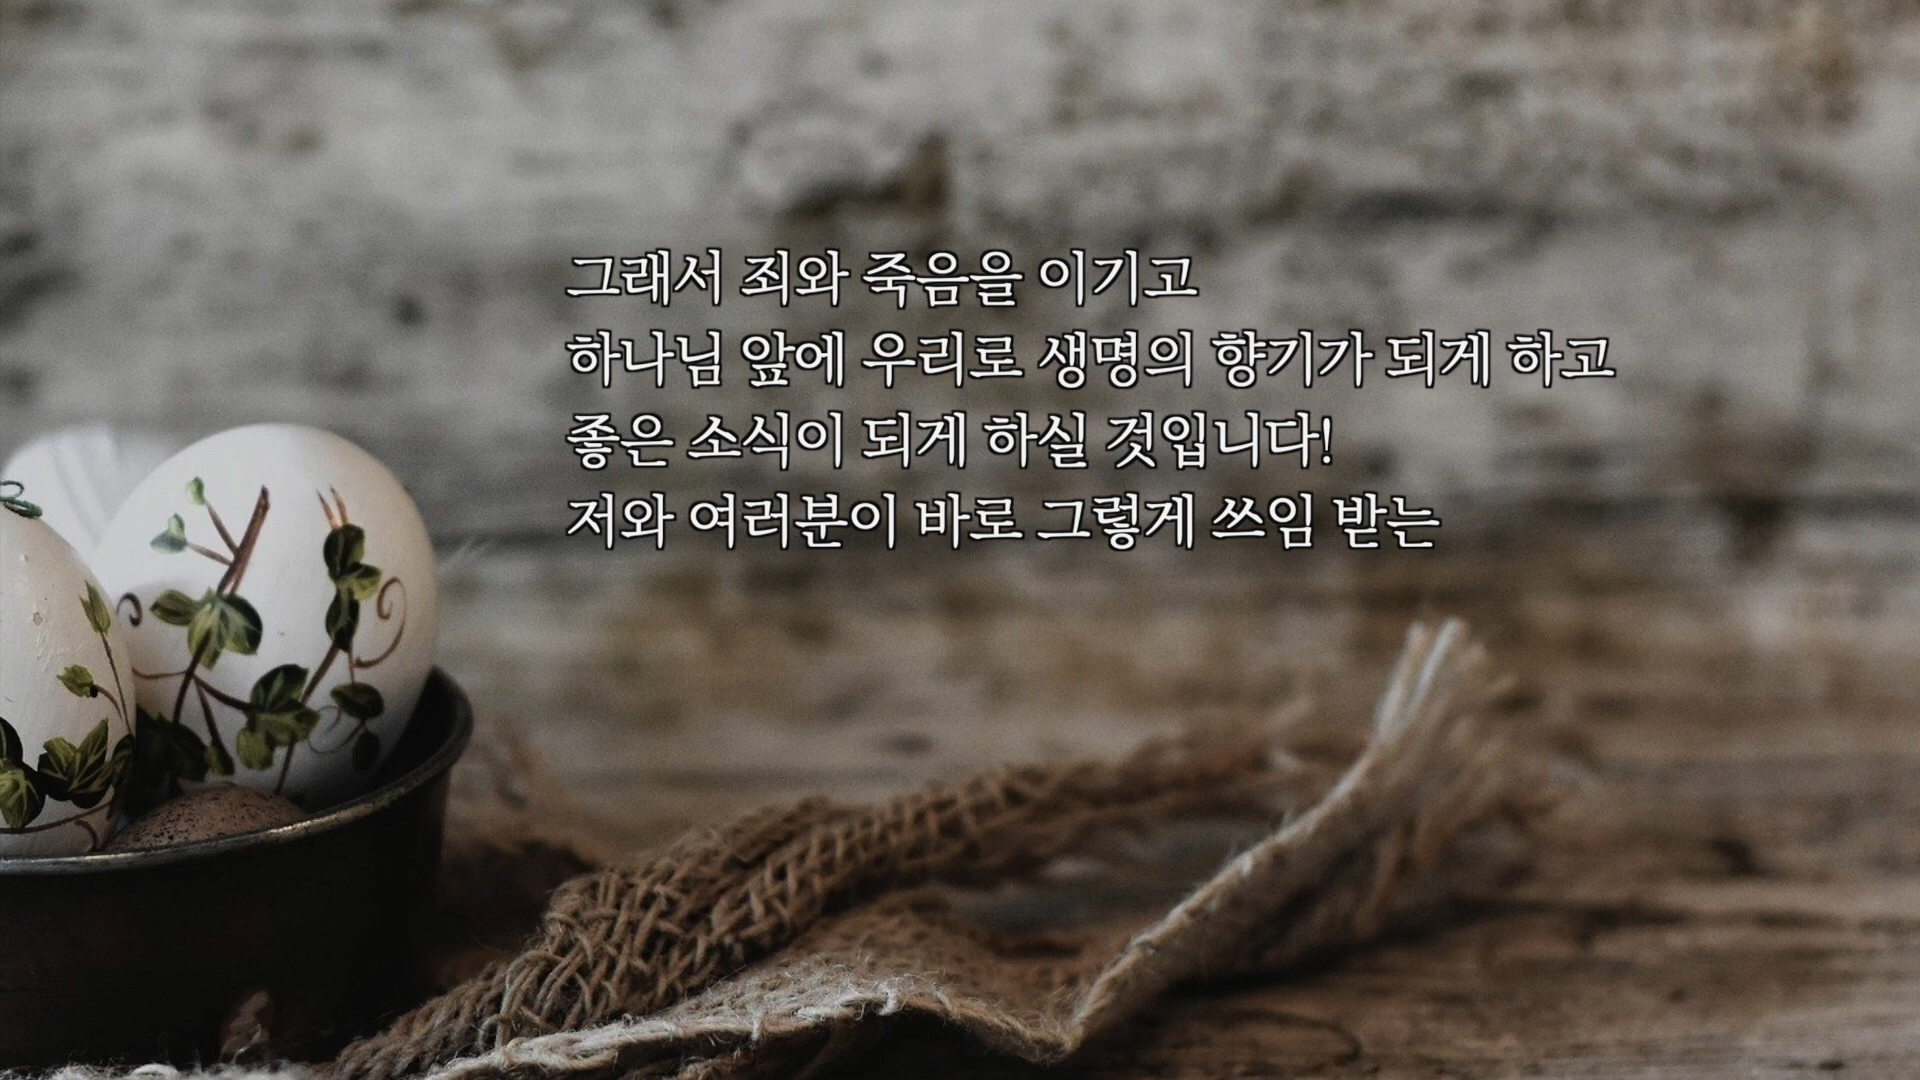 그래서 죄와 죽음을 이기고
하나님 앞에 우리로 생명의 향기가 되게 하고
좋은 소식이 되게 하실 것입니다!
저와 여러분이 바로 그렇게 쓰임 받는